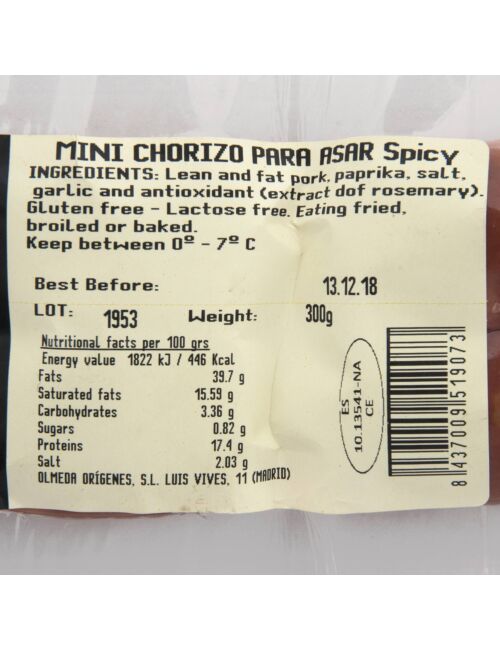 MINI CHORIZO PARA ASAR Spicy
INGREDIENTS: Lean and fat pork, paprika, salt,
garlic and antioxidant (extract dof rosemary).
Gluten free - Lactose free. Eating fried,
broiled or baked.
Keep between 0º - 7º C
Best Before: 13.12.18
LOT: 1953 Weight: 300g
Nutritional facts per 100 grs
Energy value 1822 kJ / 446 Kcal
Fats 39.7 g
Saturated fats 15.59 g
Carbohydrates 3.36 g
Sugars 0.82 g
Proteins 17.4 g
Salt 2.03 g
OLMEDA ORÍGENES, S.L. LUIS VIVES, 11 (MADRID)
ES
10.13541-NA
CE
8 437009 519073